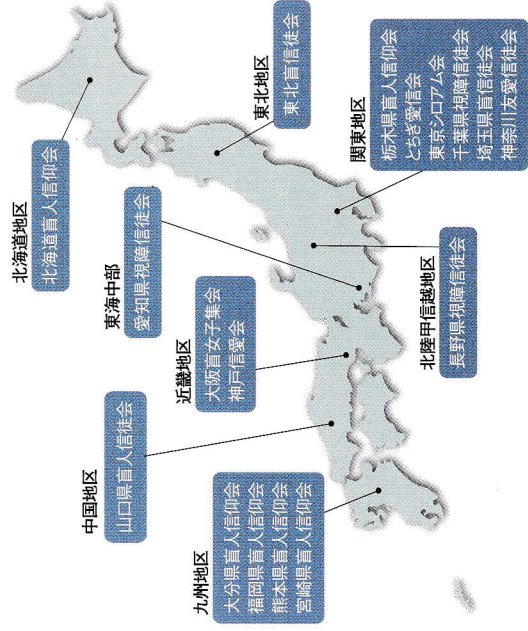 北海道地区
北海道盲人信仰会
東北地区
東北盲信徒会
関東地区
栃木県盲人信仰会
とちぎ愛信会
東京シロアム会
千葉県視障信徒会
埼玉県盲信徒会
神奈川友愛信徒会
北陸甲信越地区
長野県視障信徒会
東海中部
愛知県視障信徒会
近畿地区
大阪盲女子集会
神戸信愛会
中国地区
山口県盲人信徒会
九州地区
大分県盲人信仰会
福岡県盲人信仰会
熊本県盲人信仰会
宮崎県盲人信仰会